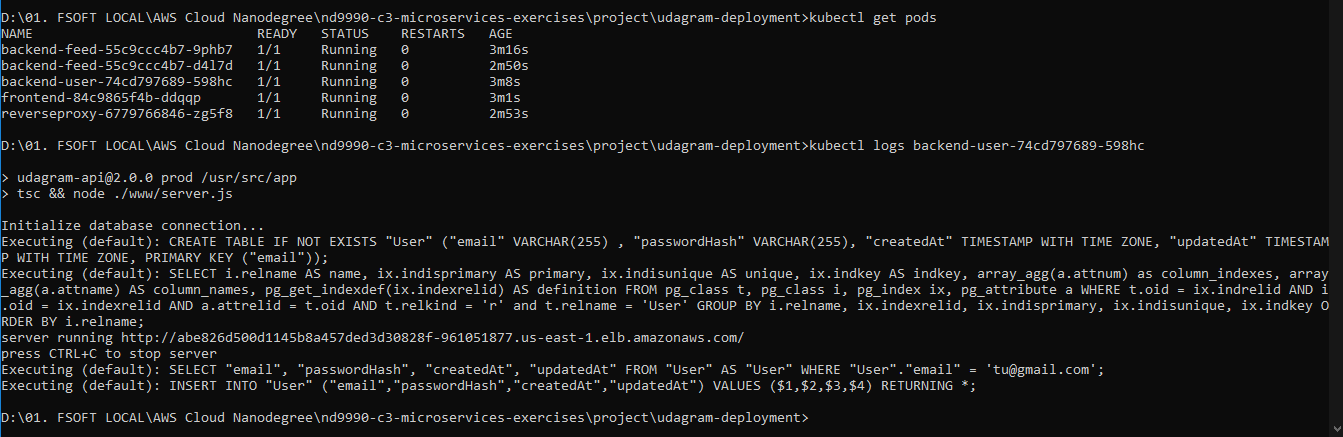 D:\01. FSOFT LOCAL\AWS Cloud Nanodegree\nd9990-c3-microservices-exercises\project\udagram-deployment>kubectl get pods
NAME READY STATUS RESTARTS AGE
backend-feed-55c9ccc4b7-9phb7 1/1 Running 0 3m16s
backend-feed-55c9ccc4b7-d4l7d 1/1 Running 0 2m50s
backend-user-74cd797689-598hc 1/1 Running 0 3m8s
frontend-84c9865f4b-ddqqp 1/1 Running 0 3m1s
reverseproxy-6779766846-zg5f8 1/1 Running 0 2m53s
D:\01. FSOFT LOCAL\AWS Cloud Nanodegree\nd9990-c3-microservices-exercises\project\udagram-deployment>kubectl logs backend-user-74cd797689-598hc
> udagram-api@2.0.0 prod /usr/src/app
> tsc && node ./www/server.js
Initialize database connection...
Executing (default): CREATE TABLE IF NOT EXISTS "User" ("email" VARCHAR(255) , "passwordHash" VARCHAR(255), "createdAt" TIMESTAMP WITH TIME ZONE, "updatedAt" TIMESTAM
P WITH TIME ZONE, PRIMARY KEY ("email"));
Executing (default): SELECT i.relname AS name, ix.indisprimary AS primary, ix.indisunique AS unique, ix.indkey AS indkey, array_agg(a.attnum) as column_indexes, array
_agg(a.attname) AS column_names, pg_get_indexdef(ix.indexrelid) AS definition FROM pg_class t, pg_class i, pg_index ix, pg_attribute a WHERE t.oid = ix.indrelid AND i
.oid = ix.indexrelid AND a.attrelid = t.oid AND t.relkind = 'r' and t.relname = 'User' GROUP BY i.relname, ix.indexrelid, ix.indisprimary, ix.indisunique, ix.indkey O
RDER BY i.relname;
server running http://abe826d500d1145b8a457ded3d30828f-961051877.us-east-1.elb.amazonaws.com/
press CTRL+C to stop server
Executing (default): SELECT "email", "passwordHash", "createdAt", "updatedAt" FROM "User" AS "User" WHERE "User"."email" = 'tu@gmail.com';
Executing (default): INSERT INTO "User" ("email","passwordHash","createdAt","updatedAt") VALUES ($1,$2,$3,$4) RETURNING *;
D:\01. FSOFT LOCAL\AWS Cloud Nanodegree\nd9990-c3-microservices-exercises\project\udagram-deployment>